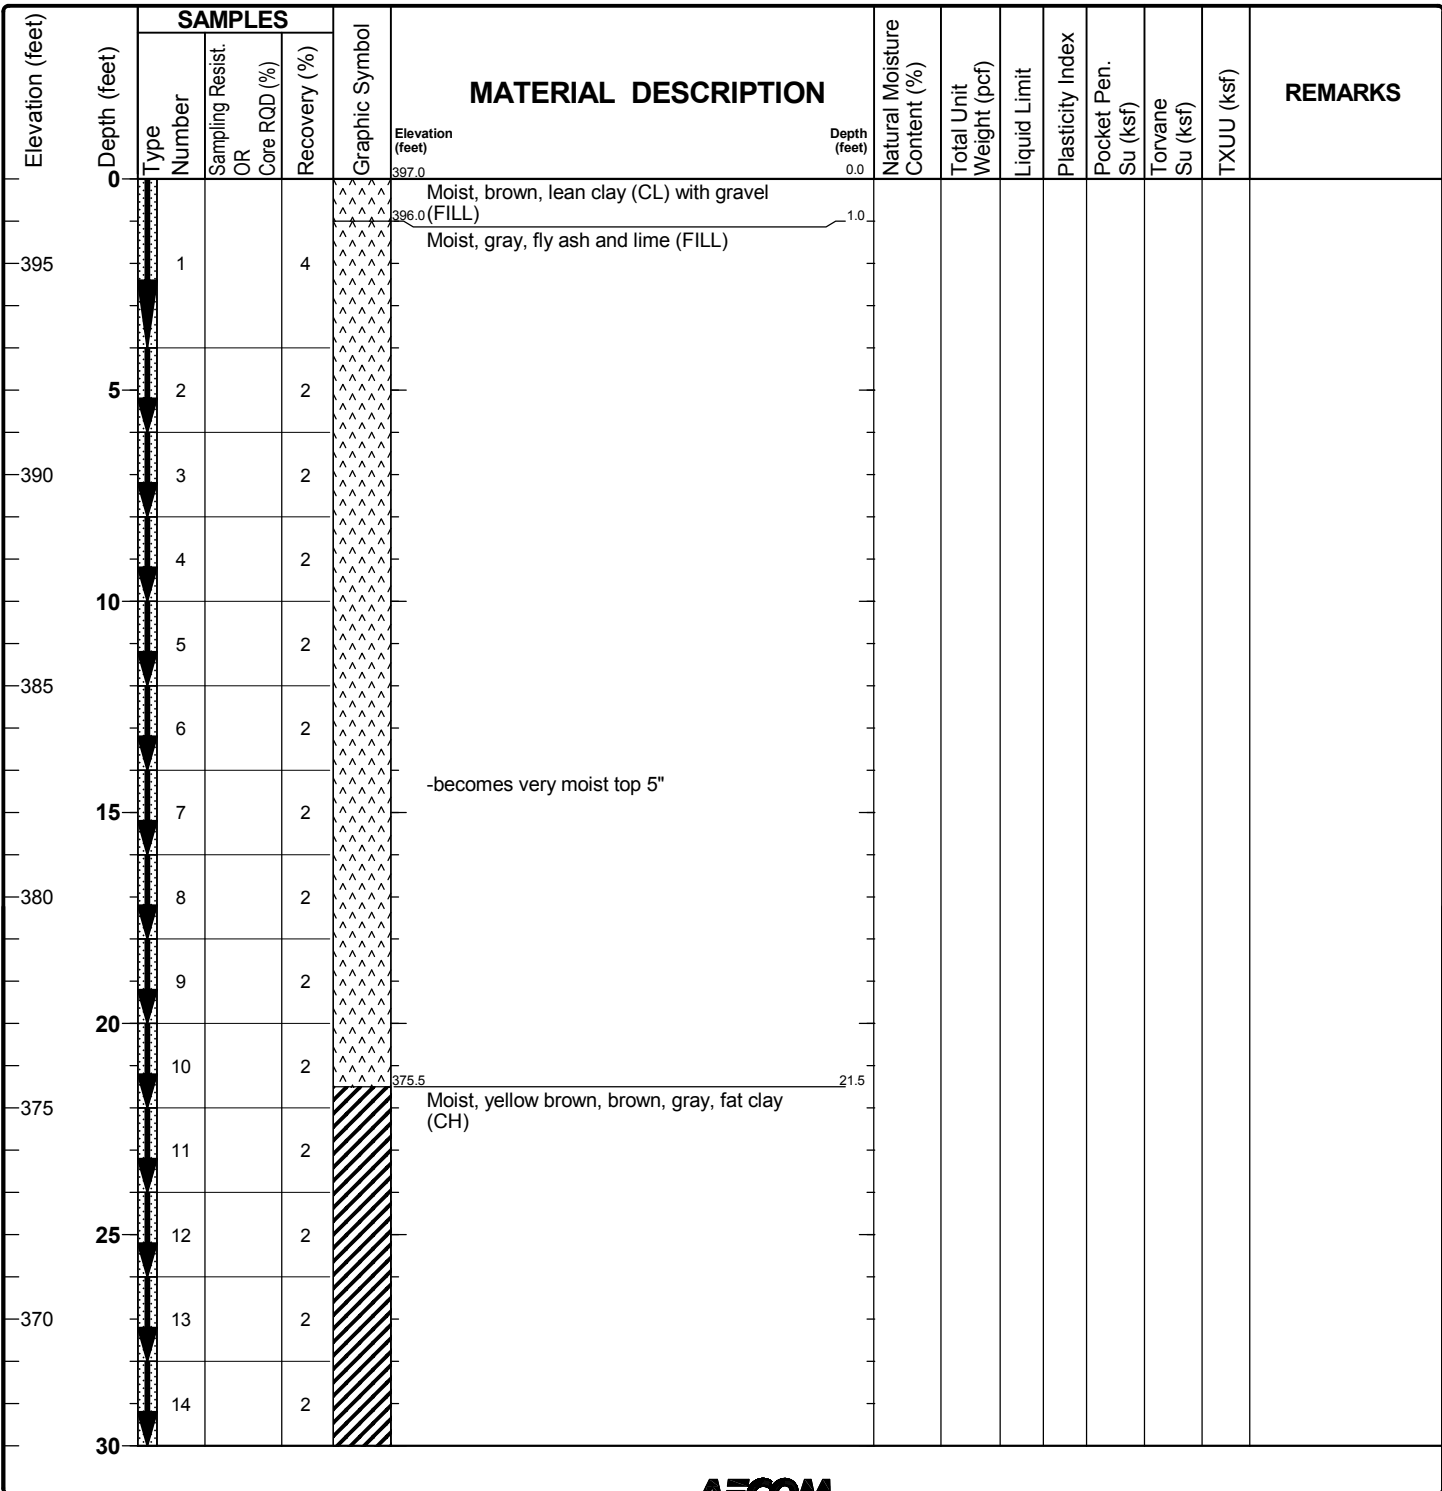 Elevation (feet)
Depth (feet)
SAMPLES
Type
Number
Sampling Resist.
OR
Core RQD (%)
Recovery (%)
Graphic Symbol
MATERIAL DESCRIPTION
Elevation
(feet)
Depth
(feet)
Natural Moisture
Content (%)
Total Unit
Weight (pcf)
Liquid Limit
Plasticity Index
Pocket Pen.
Su (ksf)
Torvane
Su (ksf)
TXUU (ksf)
REMARKS
0
397.0
0.0
Moist, brown, lean clay (CL) with gravel
(FILL)
396.0
1.0
Moist, gray, fly ash and lime (FILL)
395
1
4
5
2
2
390
3
2
4
2
10
5
2
385
6
2
-becomes very moist top 5"
15
7
2
380
8
2
9
2
20
10
2
375.5
21.5
Moist, yellow brown, brown, gray, fat clay
(CH)
375
11
2
25
12
2
370
13
2
14
2
30
AECOM